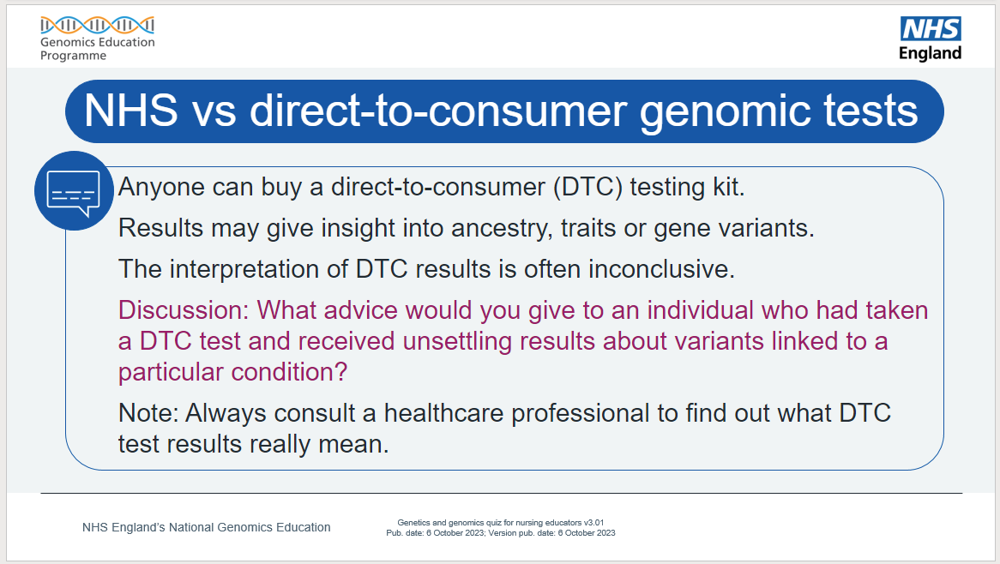 Genomics Education
Programme
NHS
England
NHS vs direct-to-consumer genomic tests
Anyone can buy a direct-to-consumer (DTC) testing kit.
Results may give insight into ancestry, traits or gene variants.
The interpretation of DTC results is often inconclusive.
Discussion: What advice would you give to an individual who had taken
a DTC test and received unsettling results about variants linked to a
particular condition?
Note: Always consult a healthcare professional to find out what DTC
test results really mean.
NHS England’s National Genomics Education
Genetics and genomics quiz for nursing educators v3.01
Pub. date: 6 October 2023; Version pub. date: 6 October 2023